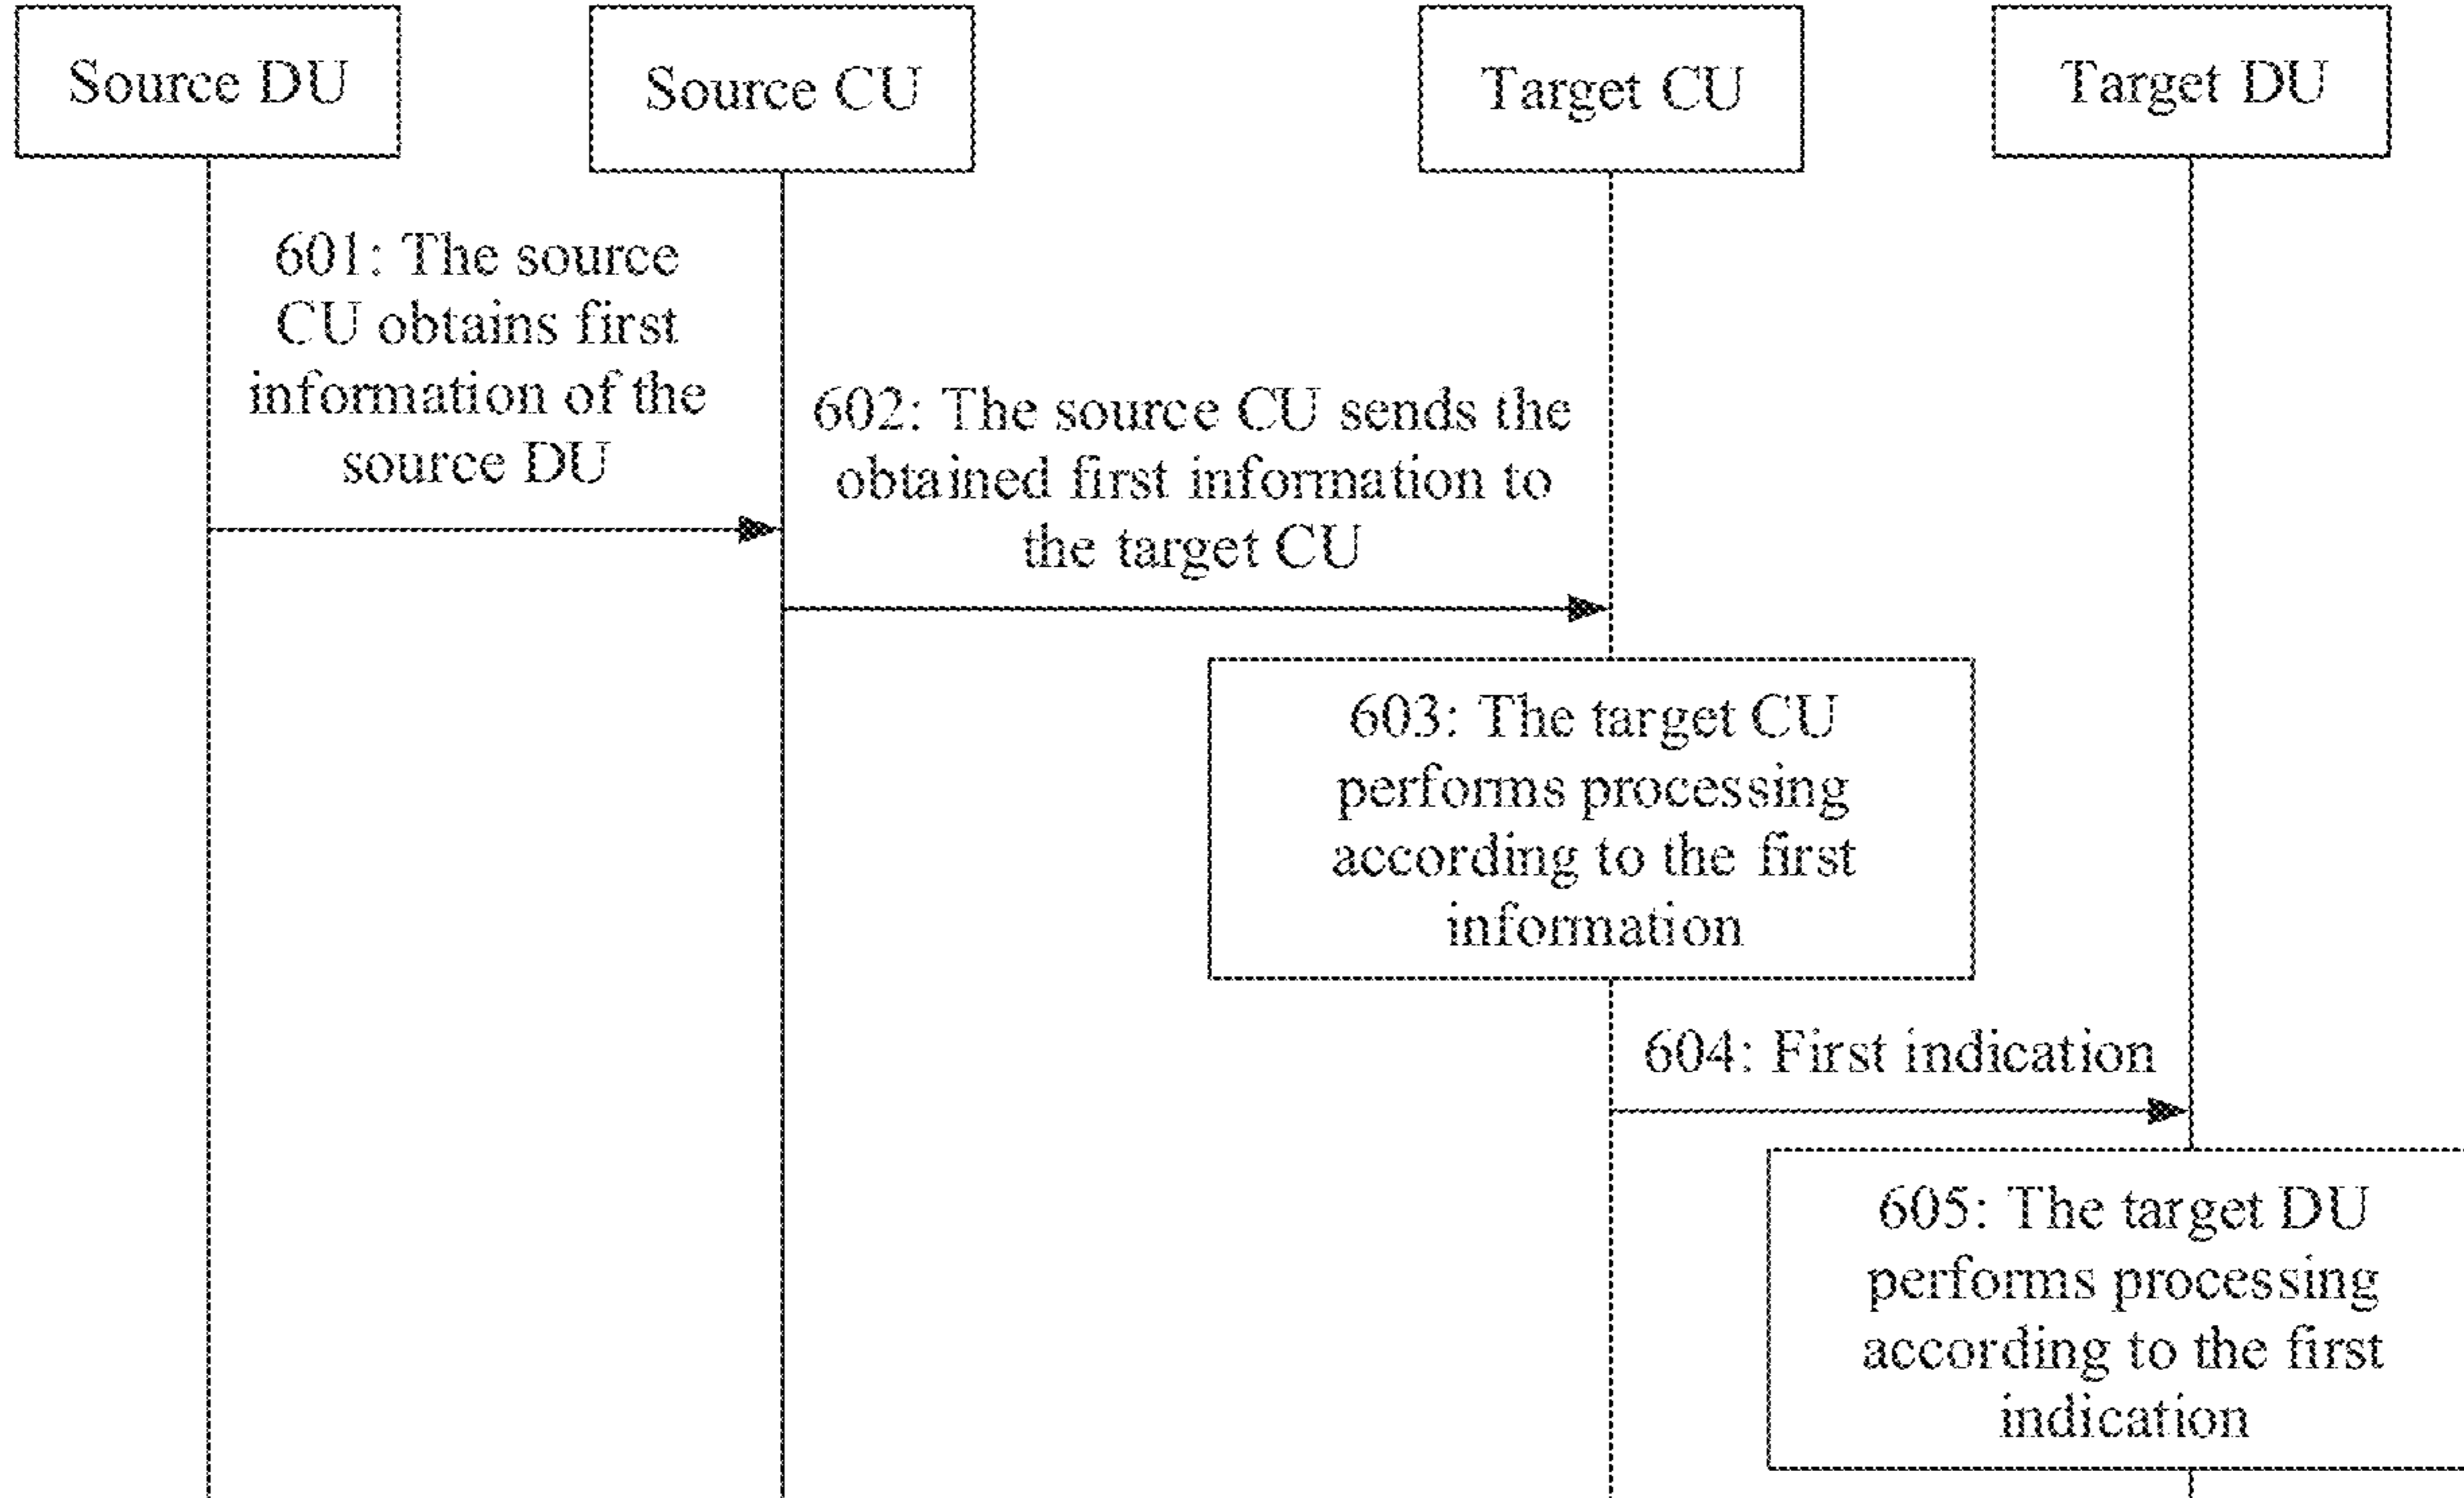 Source DU
Source CU
Target CU
Target DU
601: The source
CU obtains first
information of the
source DU
602: The source CU sends the
obtained first information to
the target CU
603: The target CU
performs processing
according to the first
information
604: First indication
605: The target DU
performs processing
according to the first
indication